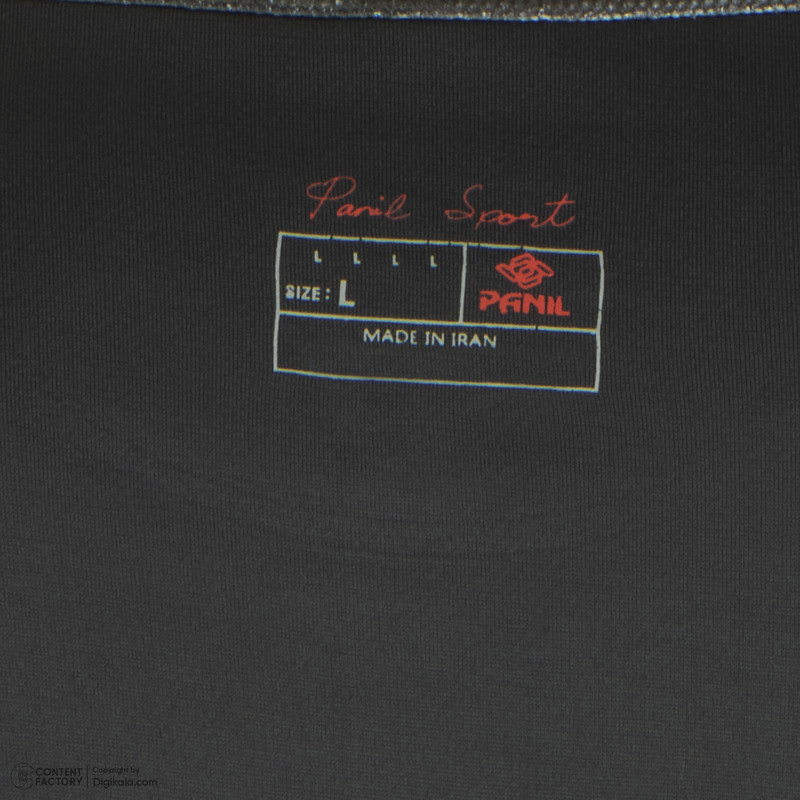 Panil Sport
L L L L
SIZE: L
PANIL
MADE IN IRAN
CONTENT FACTORY
Copyright by
Digikala.com